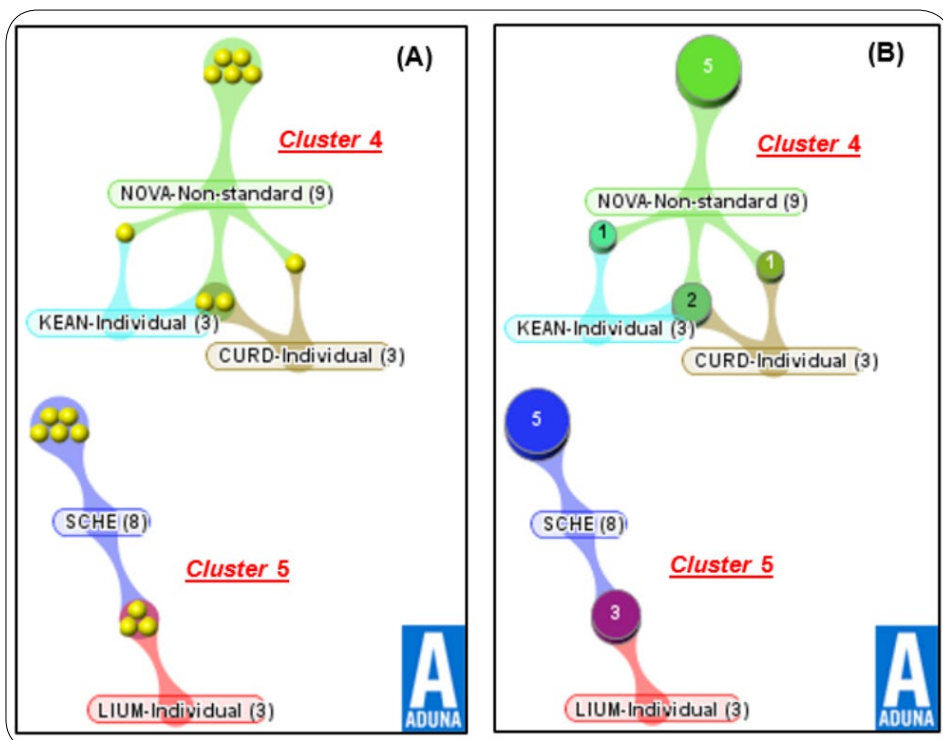 (A)
Cluster 4
NOVA-Non-standard (9)
KEAN-Individual (3)
CURD-Individual (3)
SCHE (8)
Cluster 5
LIUM-Individual (3)
A
ADUNA
(B)
5
Cluster 4
NOVA-Non-standard (9)
1
1
2
KEAN-Individual (3)
CURD-Individual (3)
5
SCHE (8)
Cluster 5
3
LIUM-Individual (3)
A
ADUNA